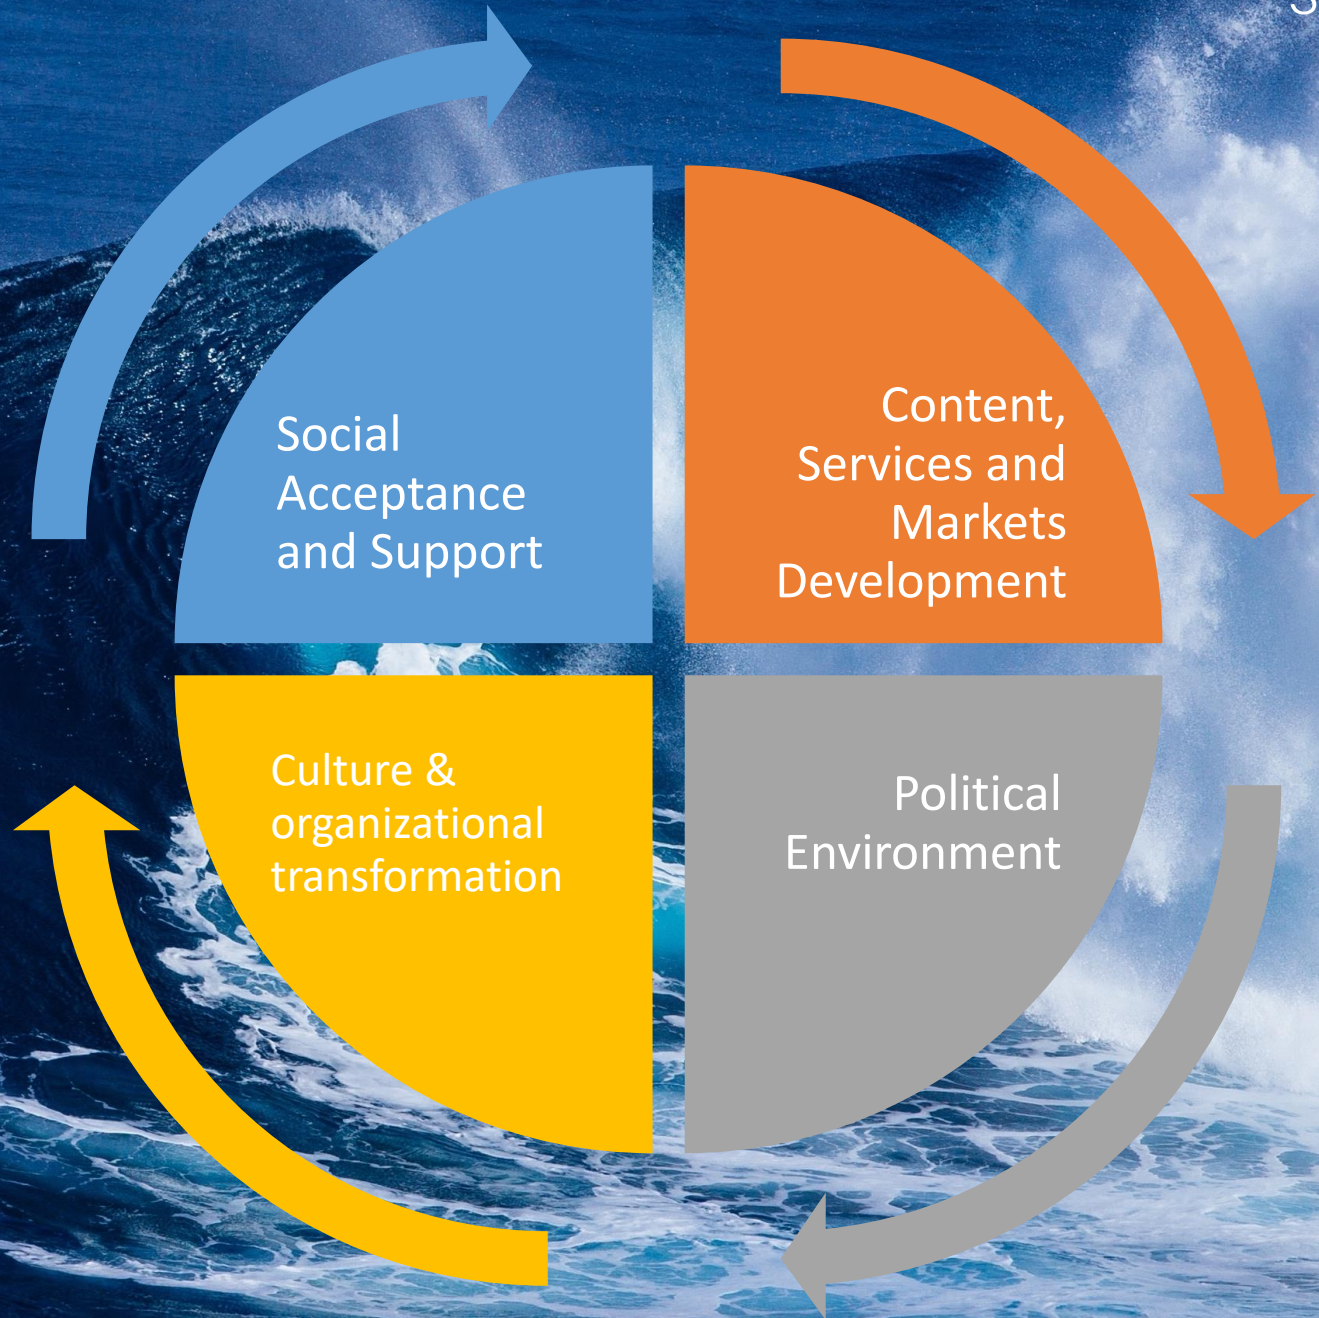 Social
Acceptance
and Support
Content,
Services and
Markets
Development
Culture &
organizational
transformation
Political
Environment